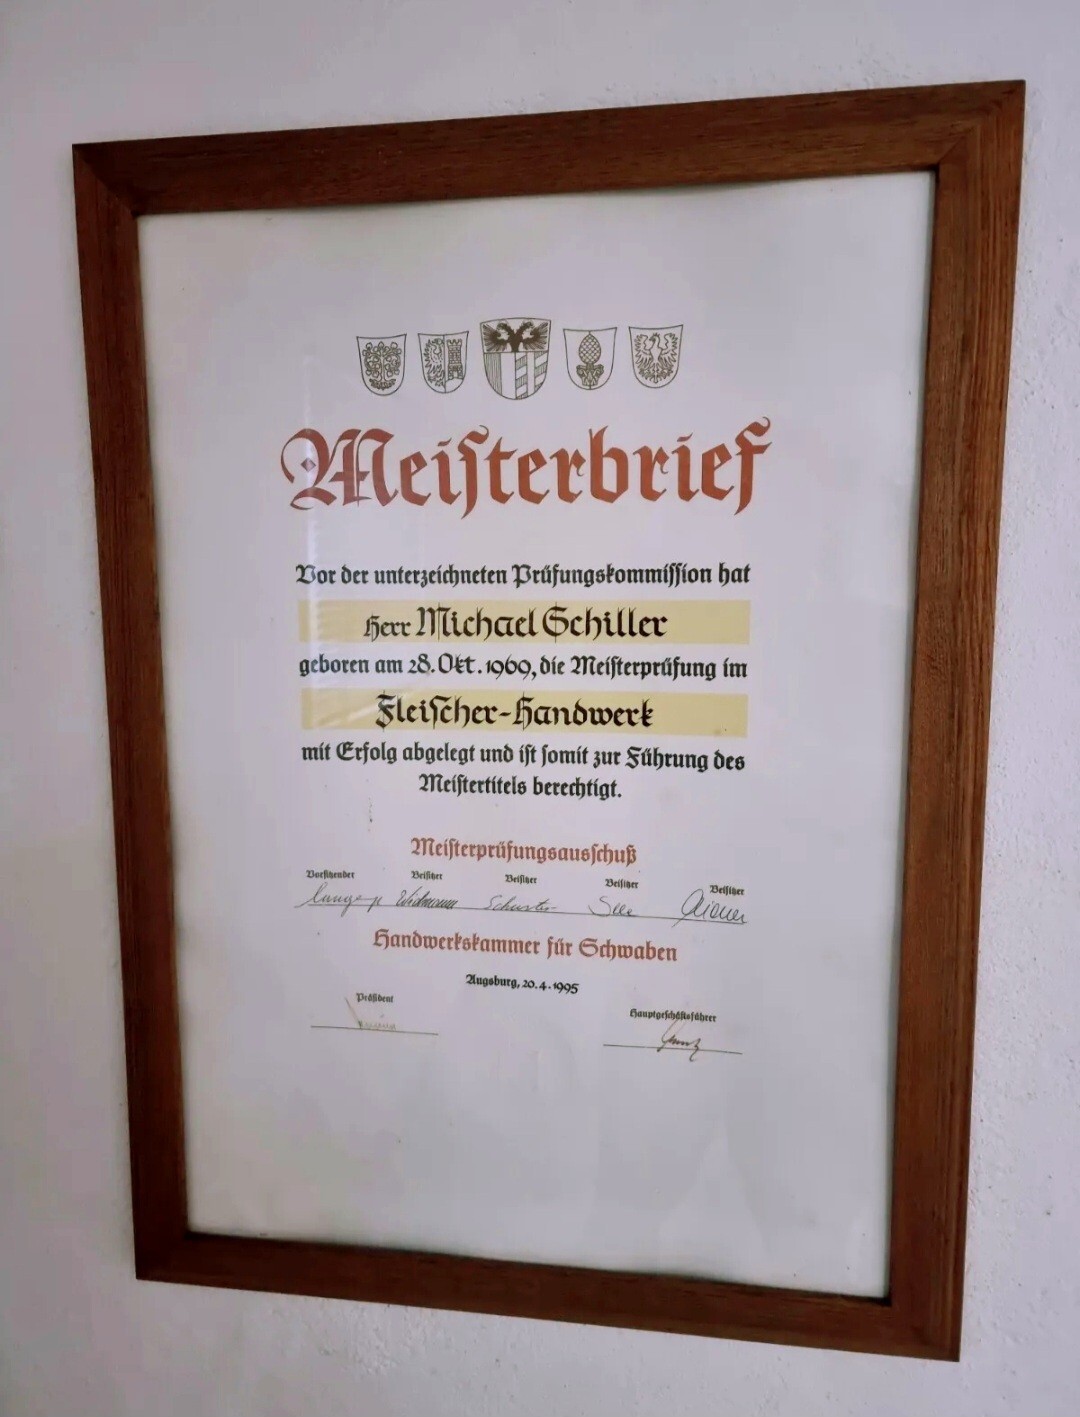 Meisterbrief
Vor der unterzeichneten Prüfungskommission hat
Herr Michael Schiller
geboren am 28. Okt. 1969, die Meisterprüfung im
Fleischer-Handwerk
mit Erfolg abgelegt und ist somit zur Führung des
Meistertitels berechtigt.
Meisterprüfungsausschuß
Vorsitzender Beisitzer Beisitzer Beisitzer Beisitzer
Widmann Schuster
Handwerkskammer für Schwaben
Augsburg, 20.4.1995
Präsident Hauptgeschäftsführer